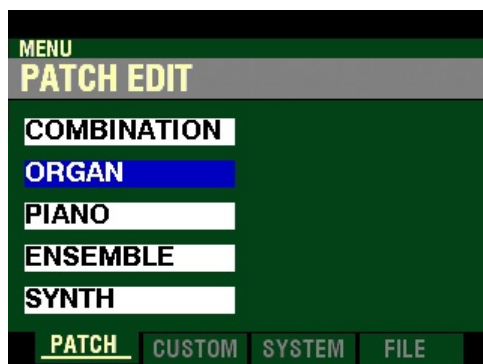 MENU
PATCH EDIT
COMBINATION
ORGAN
PIANO
ENSEMBLE
SYNTH
PATCH CUSTOM SYSTEM FILE